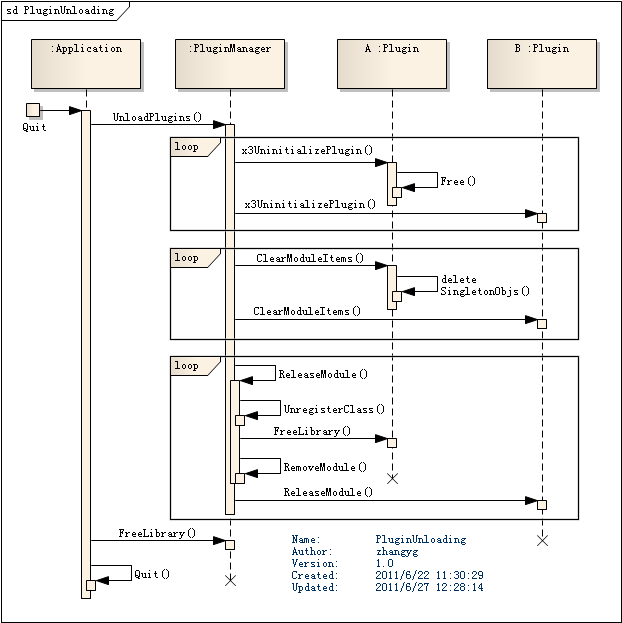 sd PluginUnloading
:Application
:PluginManager
A :Plugin
B :Plugin
Quit
UnloadPlugins()
loop
x3UninitializePlugin()
Free()
x3UninitializePlugin()
loop
ClearModuleItems()
delete
SingletonObjs()
ClearModuleItems()
loop
ReleaseModule()
UnregisterClass()
FreeLibrary()
RemoveModule()
ReleaseModule()
FreeLibrary()
Quit()
Name: PluginUnloading
Author: zhangyg
Version: 1.0
Created: 2011/6/22 11:30:29
Updated: 2011/6/27 12:28:14